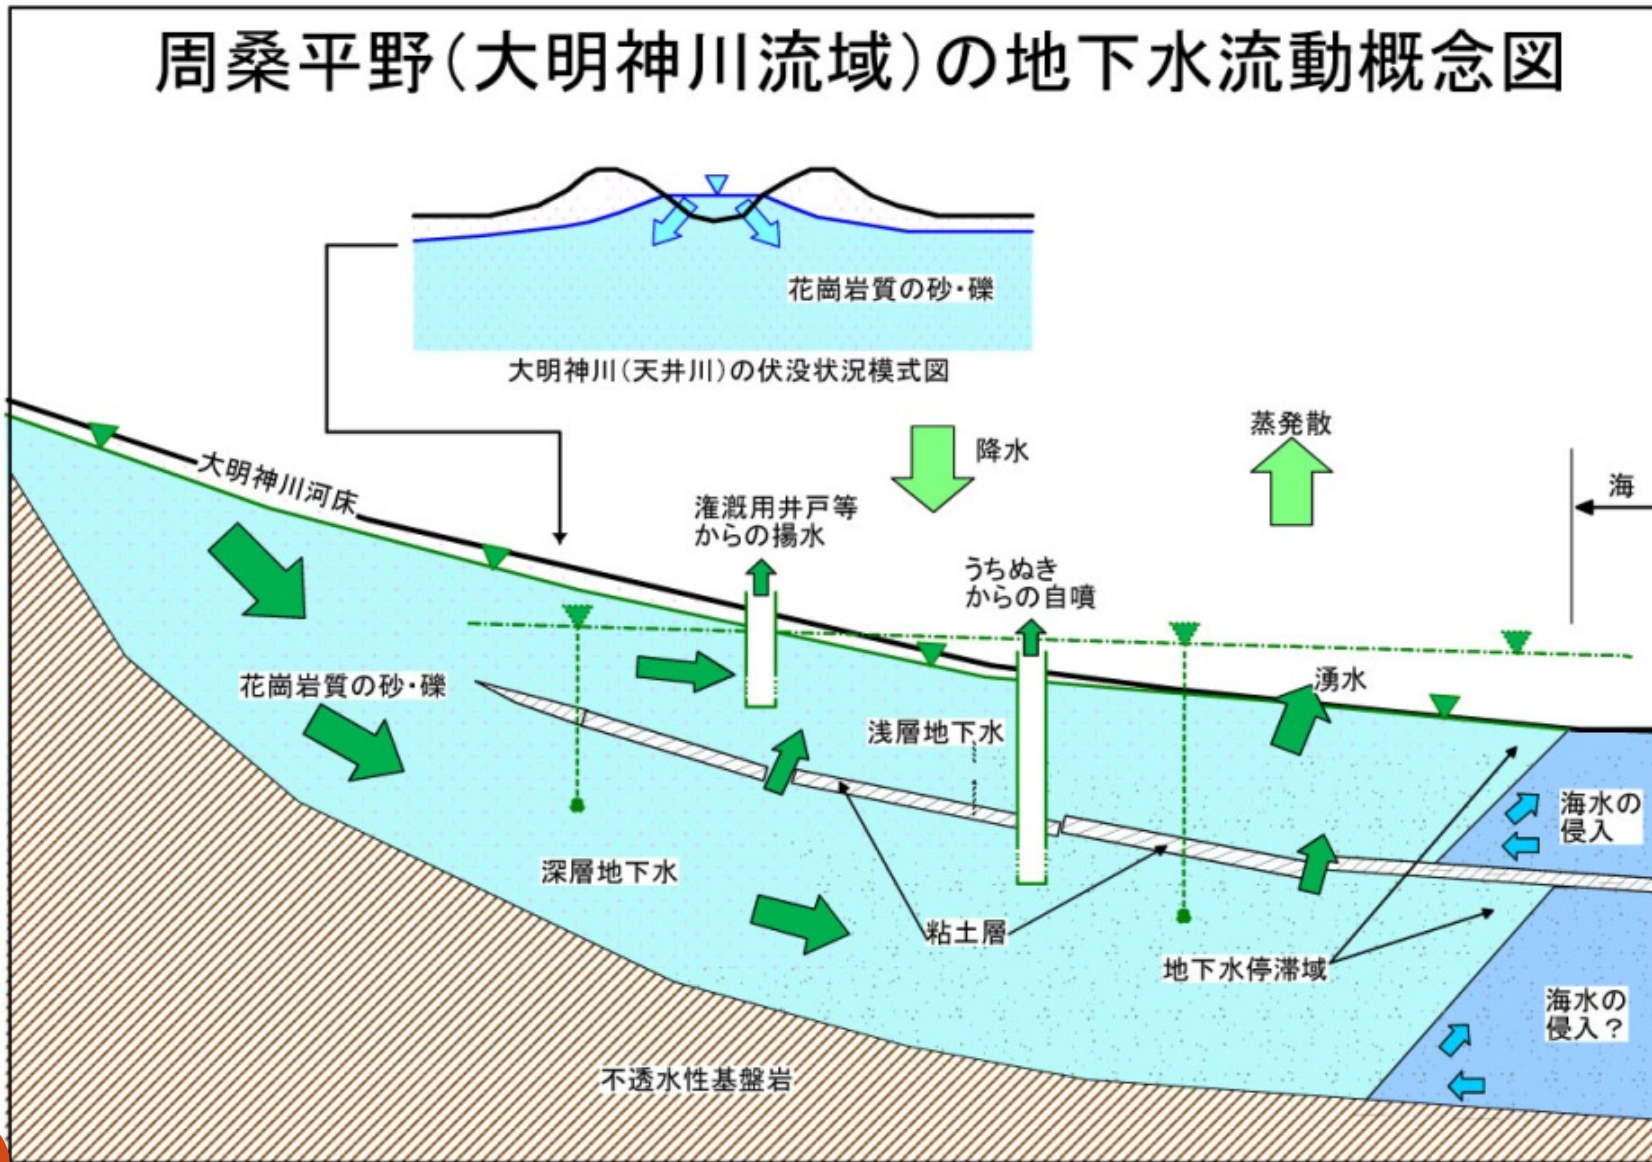 周桑平野(大明神川流域)の地下水流動概念図
花崗岩質の砂・礫
大明神川(天井川)の伏没状況模式図
降水
蒸発散
海
大明神川河床
潅漑用井戸等
からの揚水
うちぬき
からの自噴
花崗岩質の砂・礫
湧水
浅層地下水
海水の
侵入
深層地下水
粘土層
地下水停滞域
海水の
侵入?
不透水性基盤岩